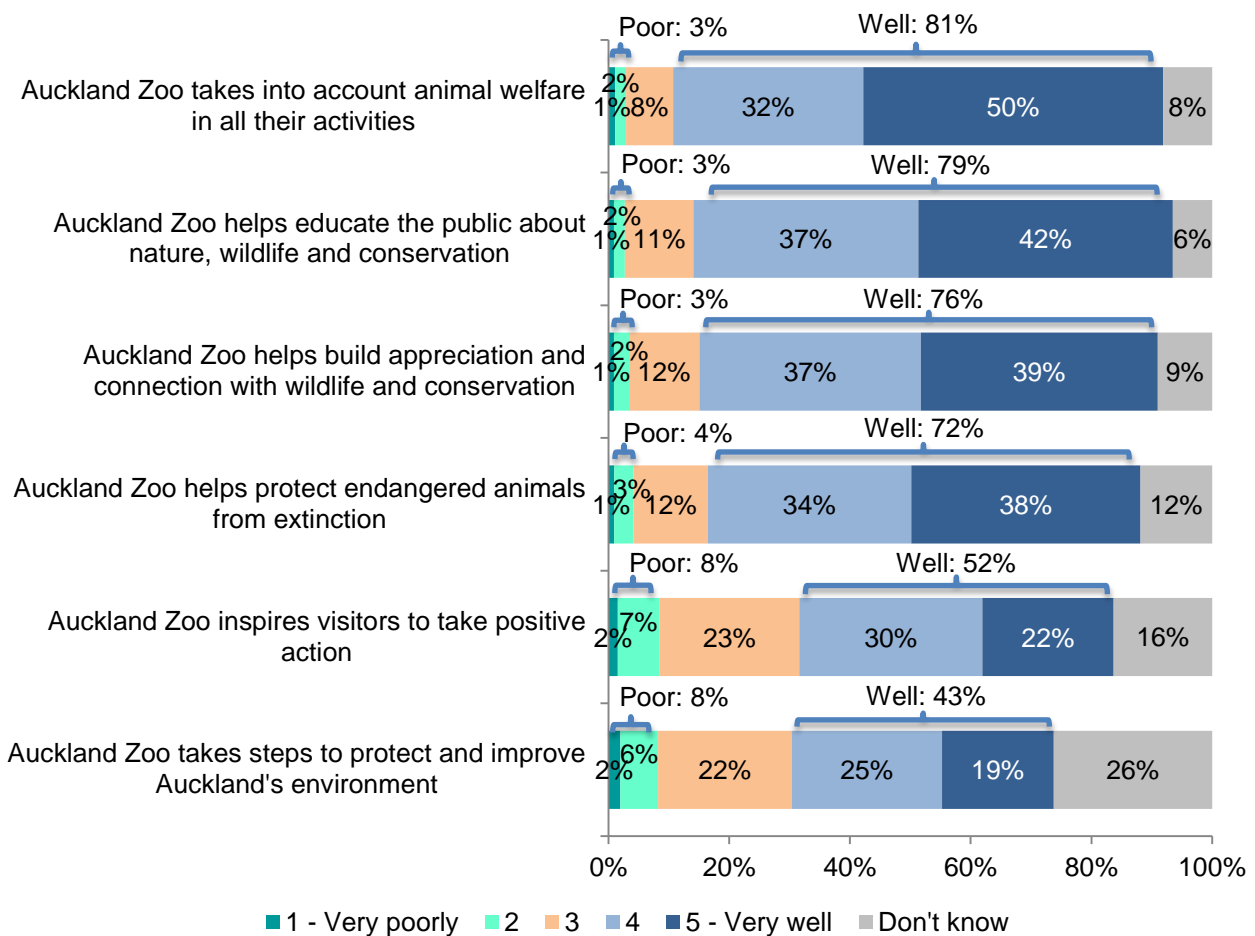 Poor: 3% Well: 81%
Auckland Zoo takes into account animal welfare
in all their activities
1% 2% 8% 32% 50% 8%
Poor: 3% Well: 79%
Auckland Zoo helps educate the public about
nature, wildlife and conservation
1% 2% 11% 37% 42% 6%
Poor: 3% Well: 76%
Auckland Zoo helps build appreciation and
connection with wildlife and conservation
1% 2% 12% 37% 39% 9%
Poor: 4% Well: 72%
Auckland Zoo helps protect endangered animals
from extinction
1% 3% 12% 34% 38% 12%
Poor: 8% Well: 52%
Auckland Zoo inspires visitors to take positive
action
2% 7% 23% 30% 22% 16%
Poor: 8% Well: 43%
Auckland Zoo takes steps to protect and improve
Auckland's environment
2% 6% 22% 25% 19% 26%
0% 20% 40% 60% 80% 100%
1 - Very poorly 2 3 4 5 - Very well Don't know